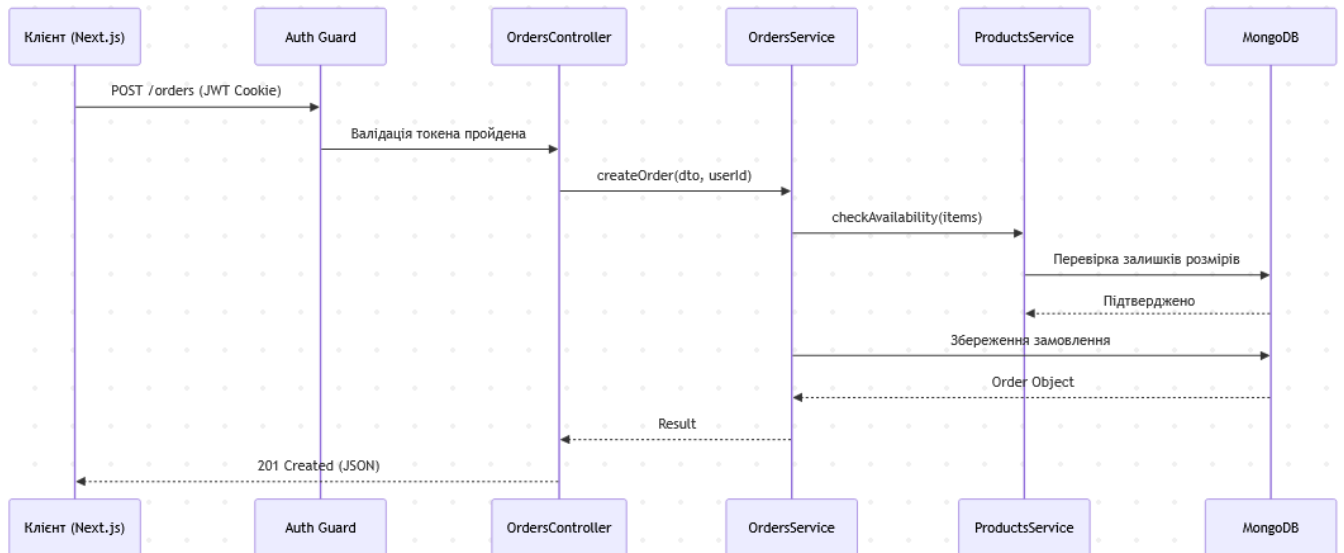 Клієнт (Next.js)
Auth Guard
OrdersController
OrdersService
ProductsService
MongoDB
POST /orders (JWT Cookie)
Валідація токена пройдена
createOrder(dto, userId)
checkAvailability(items)
Перевірка залишків розмірів
Підтверджено
Збереження замовлення
Order Object
Result
201 Created (JSON)
Клієнт (Next.js)
Auth Guard
OrdersController
OrdersService
ProductsService
MongoDB